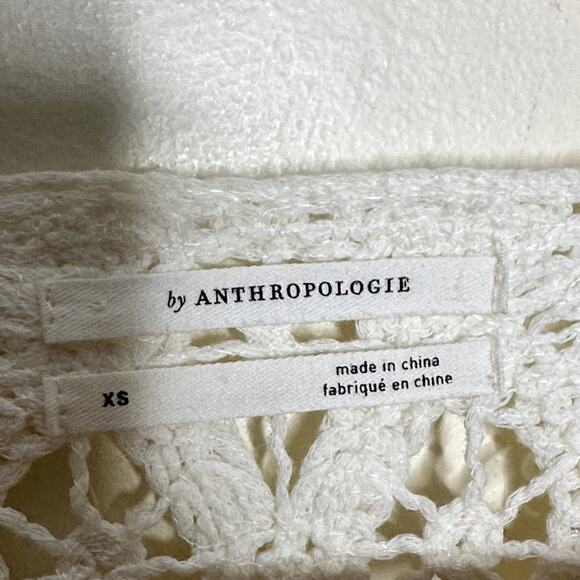 by ANTHROPOLOGIE
XS
made in china
fabriqué en chine